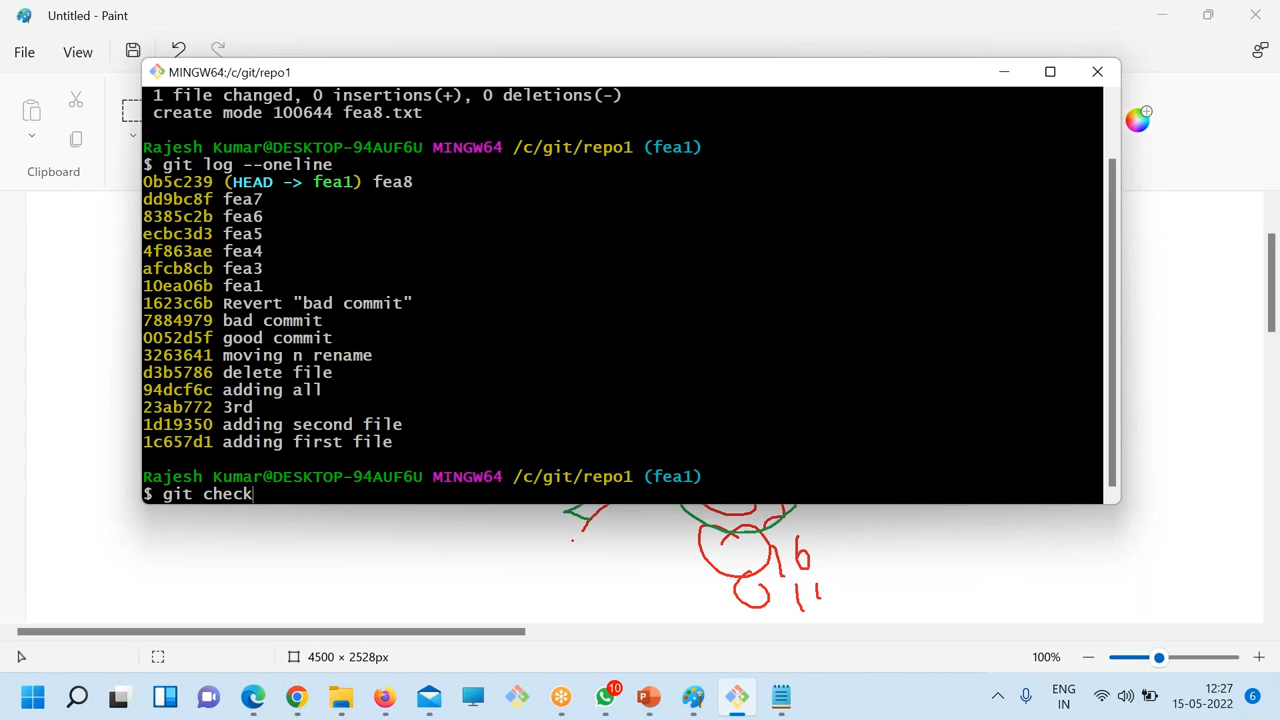 Untitled - Paint
File
View
MINGW64:/c/git/repo1
1 file changed, 0 insertions(+), 0 deletions(-)
create mode 100644 fea8.txt
Rajesh Kumar@DESKTOP-94AUF6U MINGW64 /c/git/repo1 (fea1)
$ git log --oneline
0b5c239 (HEAD -> fea1) fea8
dd9bc8f fea7
8385c2b fea6
ecbc3d3 fea5
4f863ae fea4
afcb8cb fea3
10ea06b fea1
1623c6b Revert "bad commit"
7884979 bad commit
0052d5f good commit
3263641 moving n rename
d3b5786 delete file
94dcf6c adding all
23ab772 3rd
1d19350 adding second file
1c657d1 adding first file
Rajesh Kumar@DESKTOP-94AUF6U MINGW64 /c/git/repo1 (fea1)
$ git check
Clipboard
4500 × 2528px
100%
10
ENG
IN
12:27
15-05-2022
6